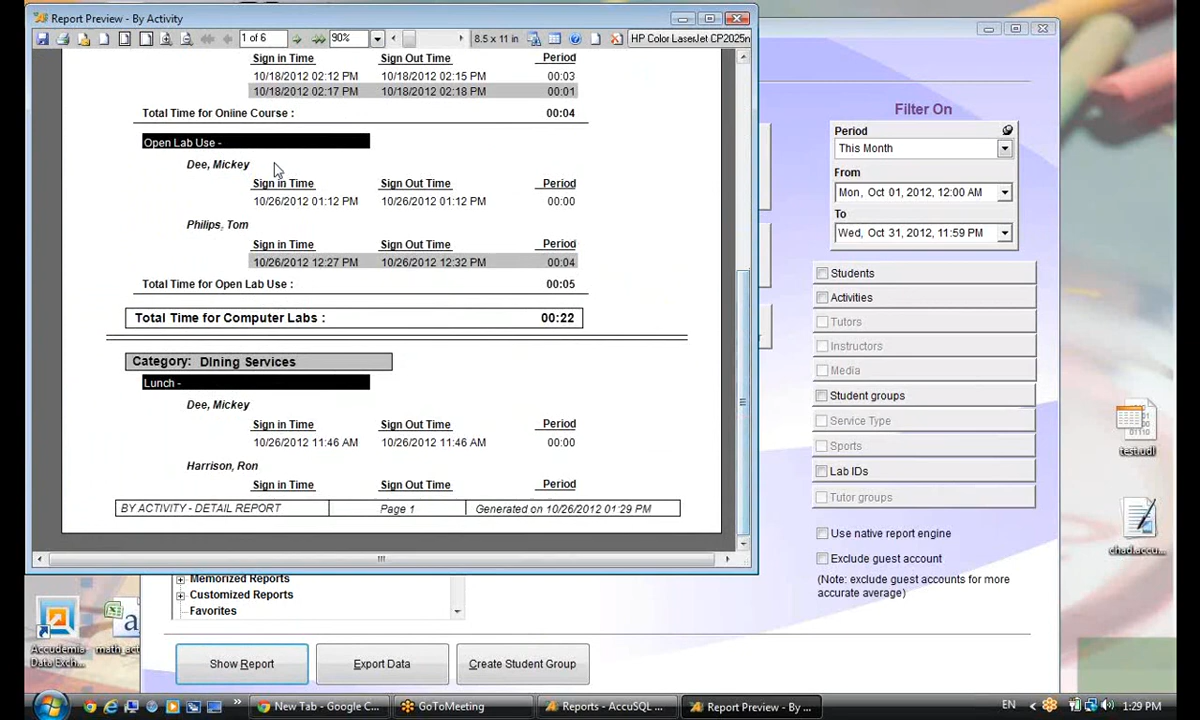 Report Preview - By Activity
1 of 6
90%
8.5 x 11 in
HP Color LaserJet CP2025n
Sign in Time Sign Out Time Period
10/18/2012 02:12 PM 10/18/2012 02:15 PM 00:03
10/18/2012 02:17 PM 10/18/2012 02:18 PM 00:01
Total Time for Online Course : 00:04
Open Lab Use -
Dee, Mickey
Sign in Time Sign Out Time Period
10/26/2012 01:12 PM 10/26/2012 01:12 PM 00:00
Philips, Tom
Sign in Time Sign Out Time Period
10/26/2012 12:27 PM 10/26/2012 12:32 PM 00:04
Total Time for Open Lab Use : 00:05
Total Time for Computer Labs : 00:22
Category: DIning Services
Lunch -
Dee, Mickey
Sign in Time Sign Out Time Period
10/26/2012 11:46 AM 10/26/2012 11:46 AM 00:00
Harrison, Ron
Sign in Time Sign Out Time Period
BY ACTIVITY - DETAIL REPORT Page 1 Generated on 10/26/2012 01:29 PM
Filter On
Period
This Month
From
Mon, Oct 01, 2012, 12:00 AM
To
Wed, Oct 31, 2012, 11:59 PM
Students
Activities
Tutors
Instructors
Media
Student groups
Service Type
Sports
Lab IDs
Tutor groups
Use native report engine
Exclude guest account
(Note: exclude guest accounts for more
accurate average)
test.udl
chad.accu...
Memorized Reports
Customized Reports
Favorites
Show Report
Export Data
Create Student Group
Accudemia
Data Exch...
math_act
New Tab - Google C...
GoToMeeting
Reports - AccuSQL ...
Report Preview - By ...
EN
1:29 PM